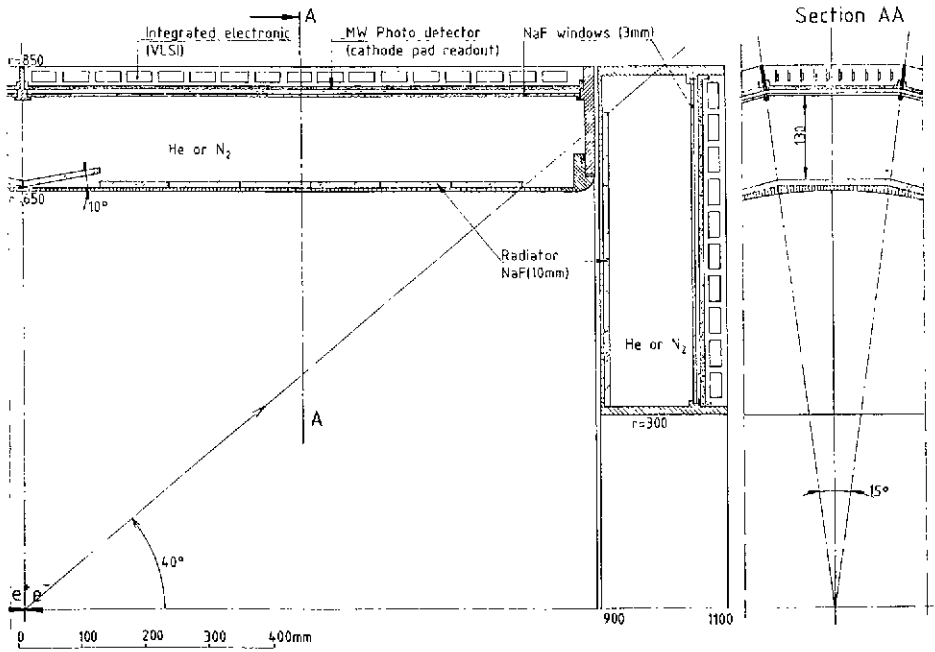 A
Section AA
Integrated electronic
(VLSI)
MW Photo detector
(cathode pad readout)
NaF windows (3mm)
r=850
He or N₂
130
650
10°
Radiator
NaF(10mm)
He or N₂
A
r=300
15°
40°
e⁺ e⁻
900
1100
0 100 200 300 400mm